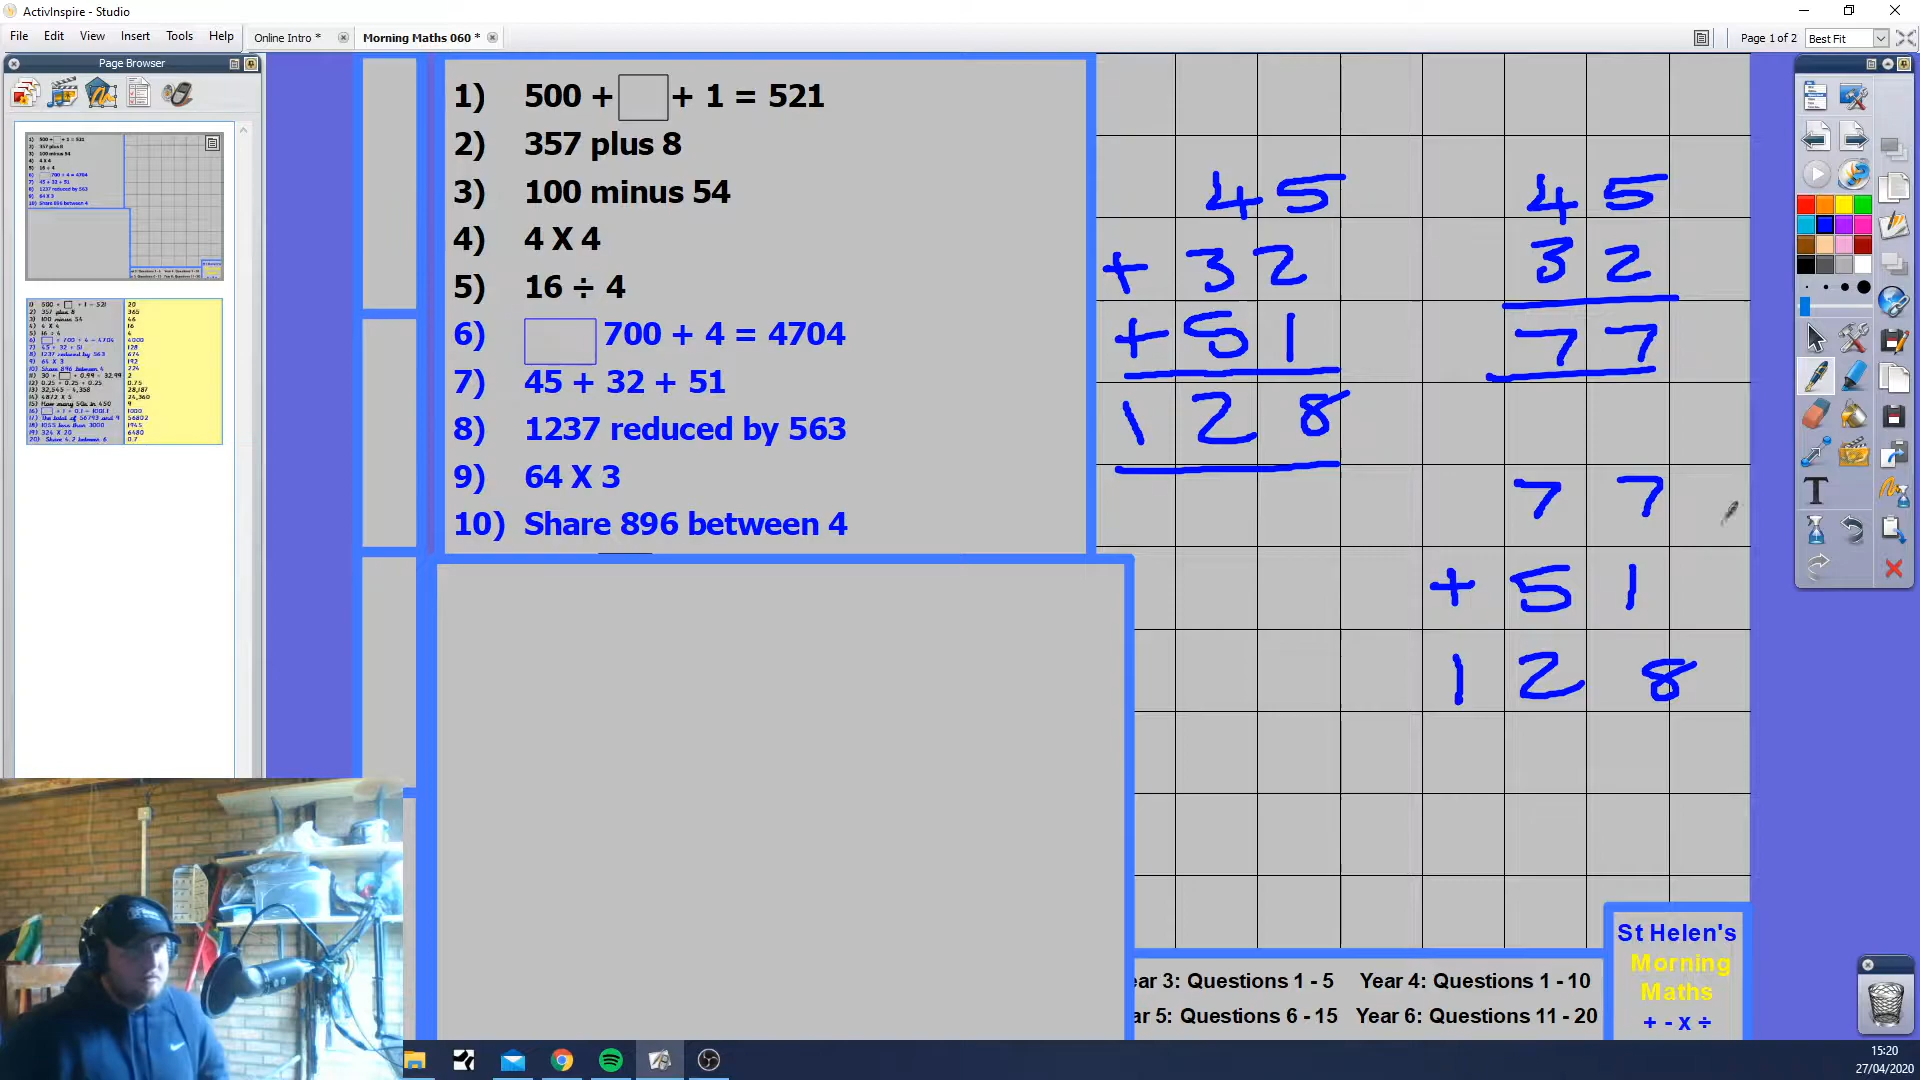 ActivInspire - Studio
File Edit View Insert Tools Help
Online Intro *
Morning Maths 060 *
Page 1 of 2
Best Fit
Page Browser
1) 500 + + 1 = 521
2) 357 plus 8
3) 100 minus 54
4) 4 X 4
5) 16 ÷ 4
6) 700 + 4 = 4704
7) 45 + 32 + 51
8) 1237 reduced by 563
9) 64 X 3
10) Share 896 between 4
45
+ 32
+ 51
128
45
32
77
77
+ 51
128
ear 3: Questions 1 - 5 Year 4: Questions 1 - 10
ar 5: Questions 6 - 15 Year 6: Questions 11 - 20
St Helen's
Morning
Maths
+ - x ÷
T
15:20
27/04/2020